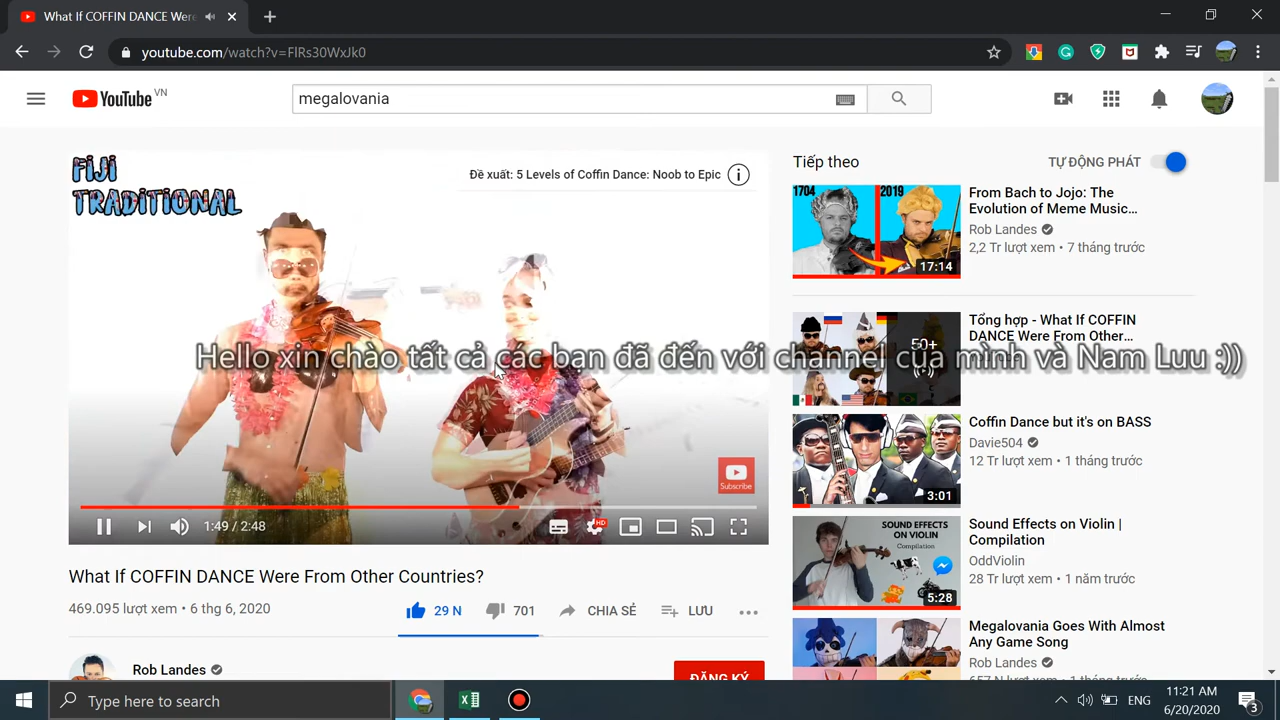 What If COFFIN DANCE Were
youtube.com/watch?v=FlRs30WxJk0
YouTube VN
megalovania
FIJI
TRADITIONAL
Đề xuất: 5 Levels of Coffin Dance: Noob to Epic
Hello xin chào tất cả các bạn đã đến với channel của mình và Nam Luu :))
Subscribe
1:49 / 2:48
HD
What If COFFIN DANCE Were From Other Countries?
469.095 lượt xem • 6 thg 6, 2020
29 N
701
CHIA SẺ
LƯU
Rob Landes
ĐĂNG KÝ
Tiếp theo
TỰ ĐỘNG PHÁT
1704
2019
17:14
From Bach to Jojo: The
Evolution of Meme Music...
Rob Landes
2,2 Tr lượt xem • 7 tháng trước
50+
Tổng hợp - What If COFFIN
DANCE Were From Other...
3:01
Coffin Dance but it's on BASS
Davie504
12 Tr lượt xem • 1 tháng trước
SOUND EFFECTS
ON VIOLIN
Compilation
5:28
Sound Effects on Violin |
Compilation
OddViolin
28 Tr lượt xem • 1 năm trước
Megalovania Goes With Almost
Any Game Song
Rob Landes
657 N lượt xem
Type here to search
ENG
11:21 AM
6/20/2020
3